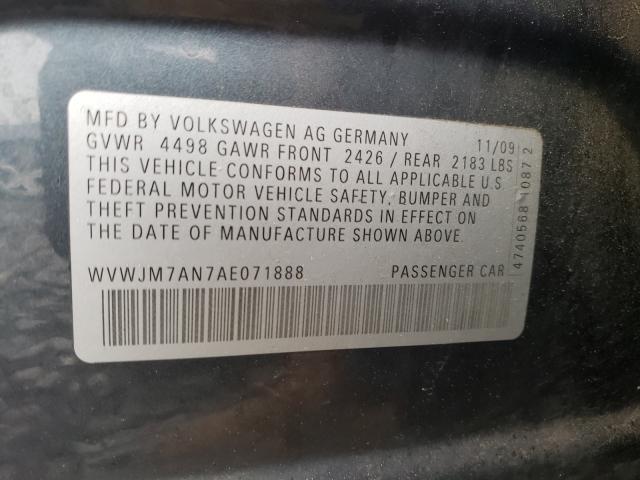 MFD BY VOLKSWAGEN AG GERMANY 11/09
GVWR 4498 GAWR FRONT 2426 / REAR 2183 LBS
THIS VEHICLE CONFORMS TO ALL APPLICABLE U.S
FEDERAL MOTOR VEHICLE SAFETY, BUMPER AND
THEFT PREVENTION STANDARDS IN EFFECT ON
THE DATE OF MANUFACTURE SHOWN ABOVE.
WVWJM7AN7AE071888 PASSENGER CAR
4740568 10872